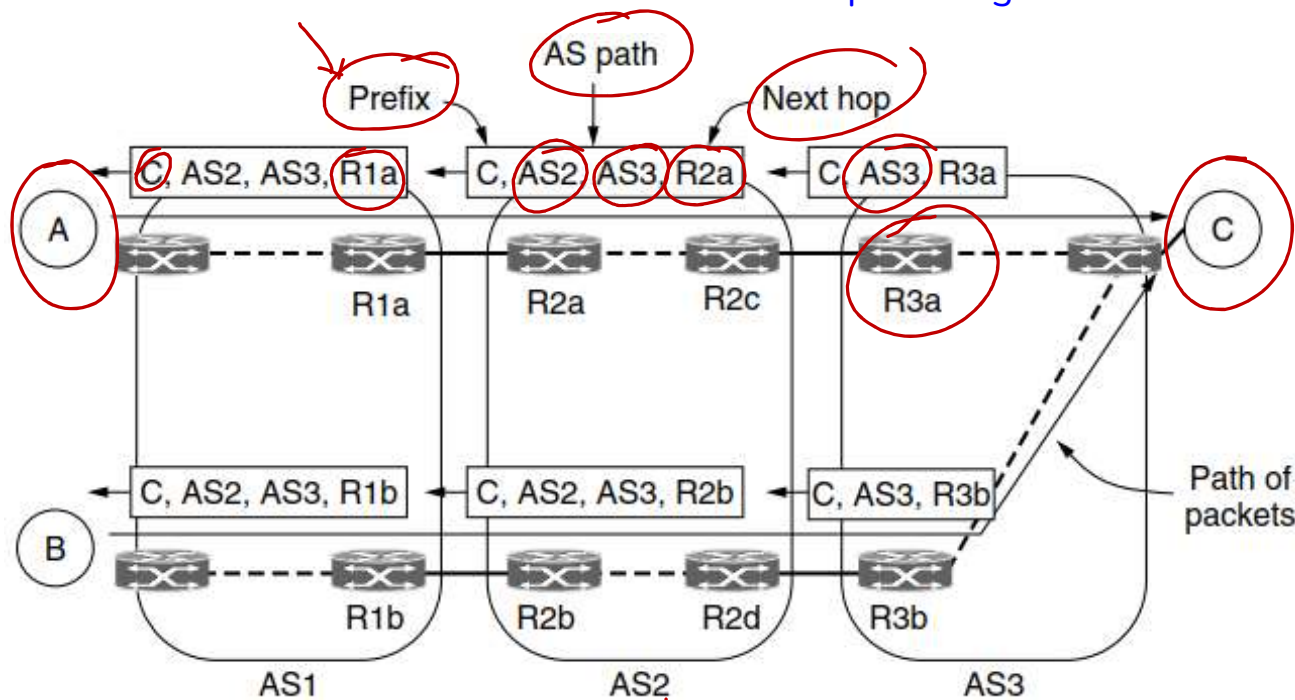 AS path
Prefix
Next hop
C, AS2, AS3, R1a
C, AS2, AS3, R2a
C, AS3, R3a
A
C
R1a
R2a
R2c
R3a
C, AS2, AS3, R1b
C, AS2, AS3, R2b
C, AS3, R3b
Path of
packets
B
R1b
R2b
R2d
R3b
AS1
AS2
AS3